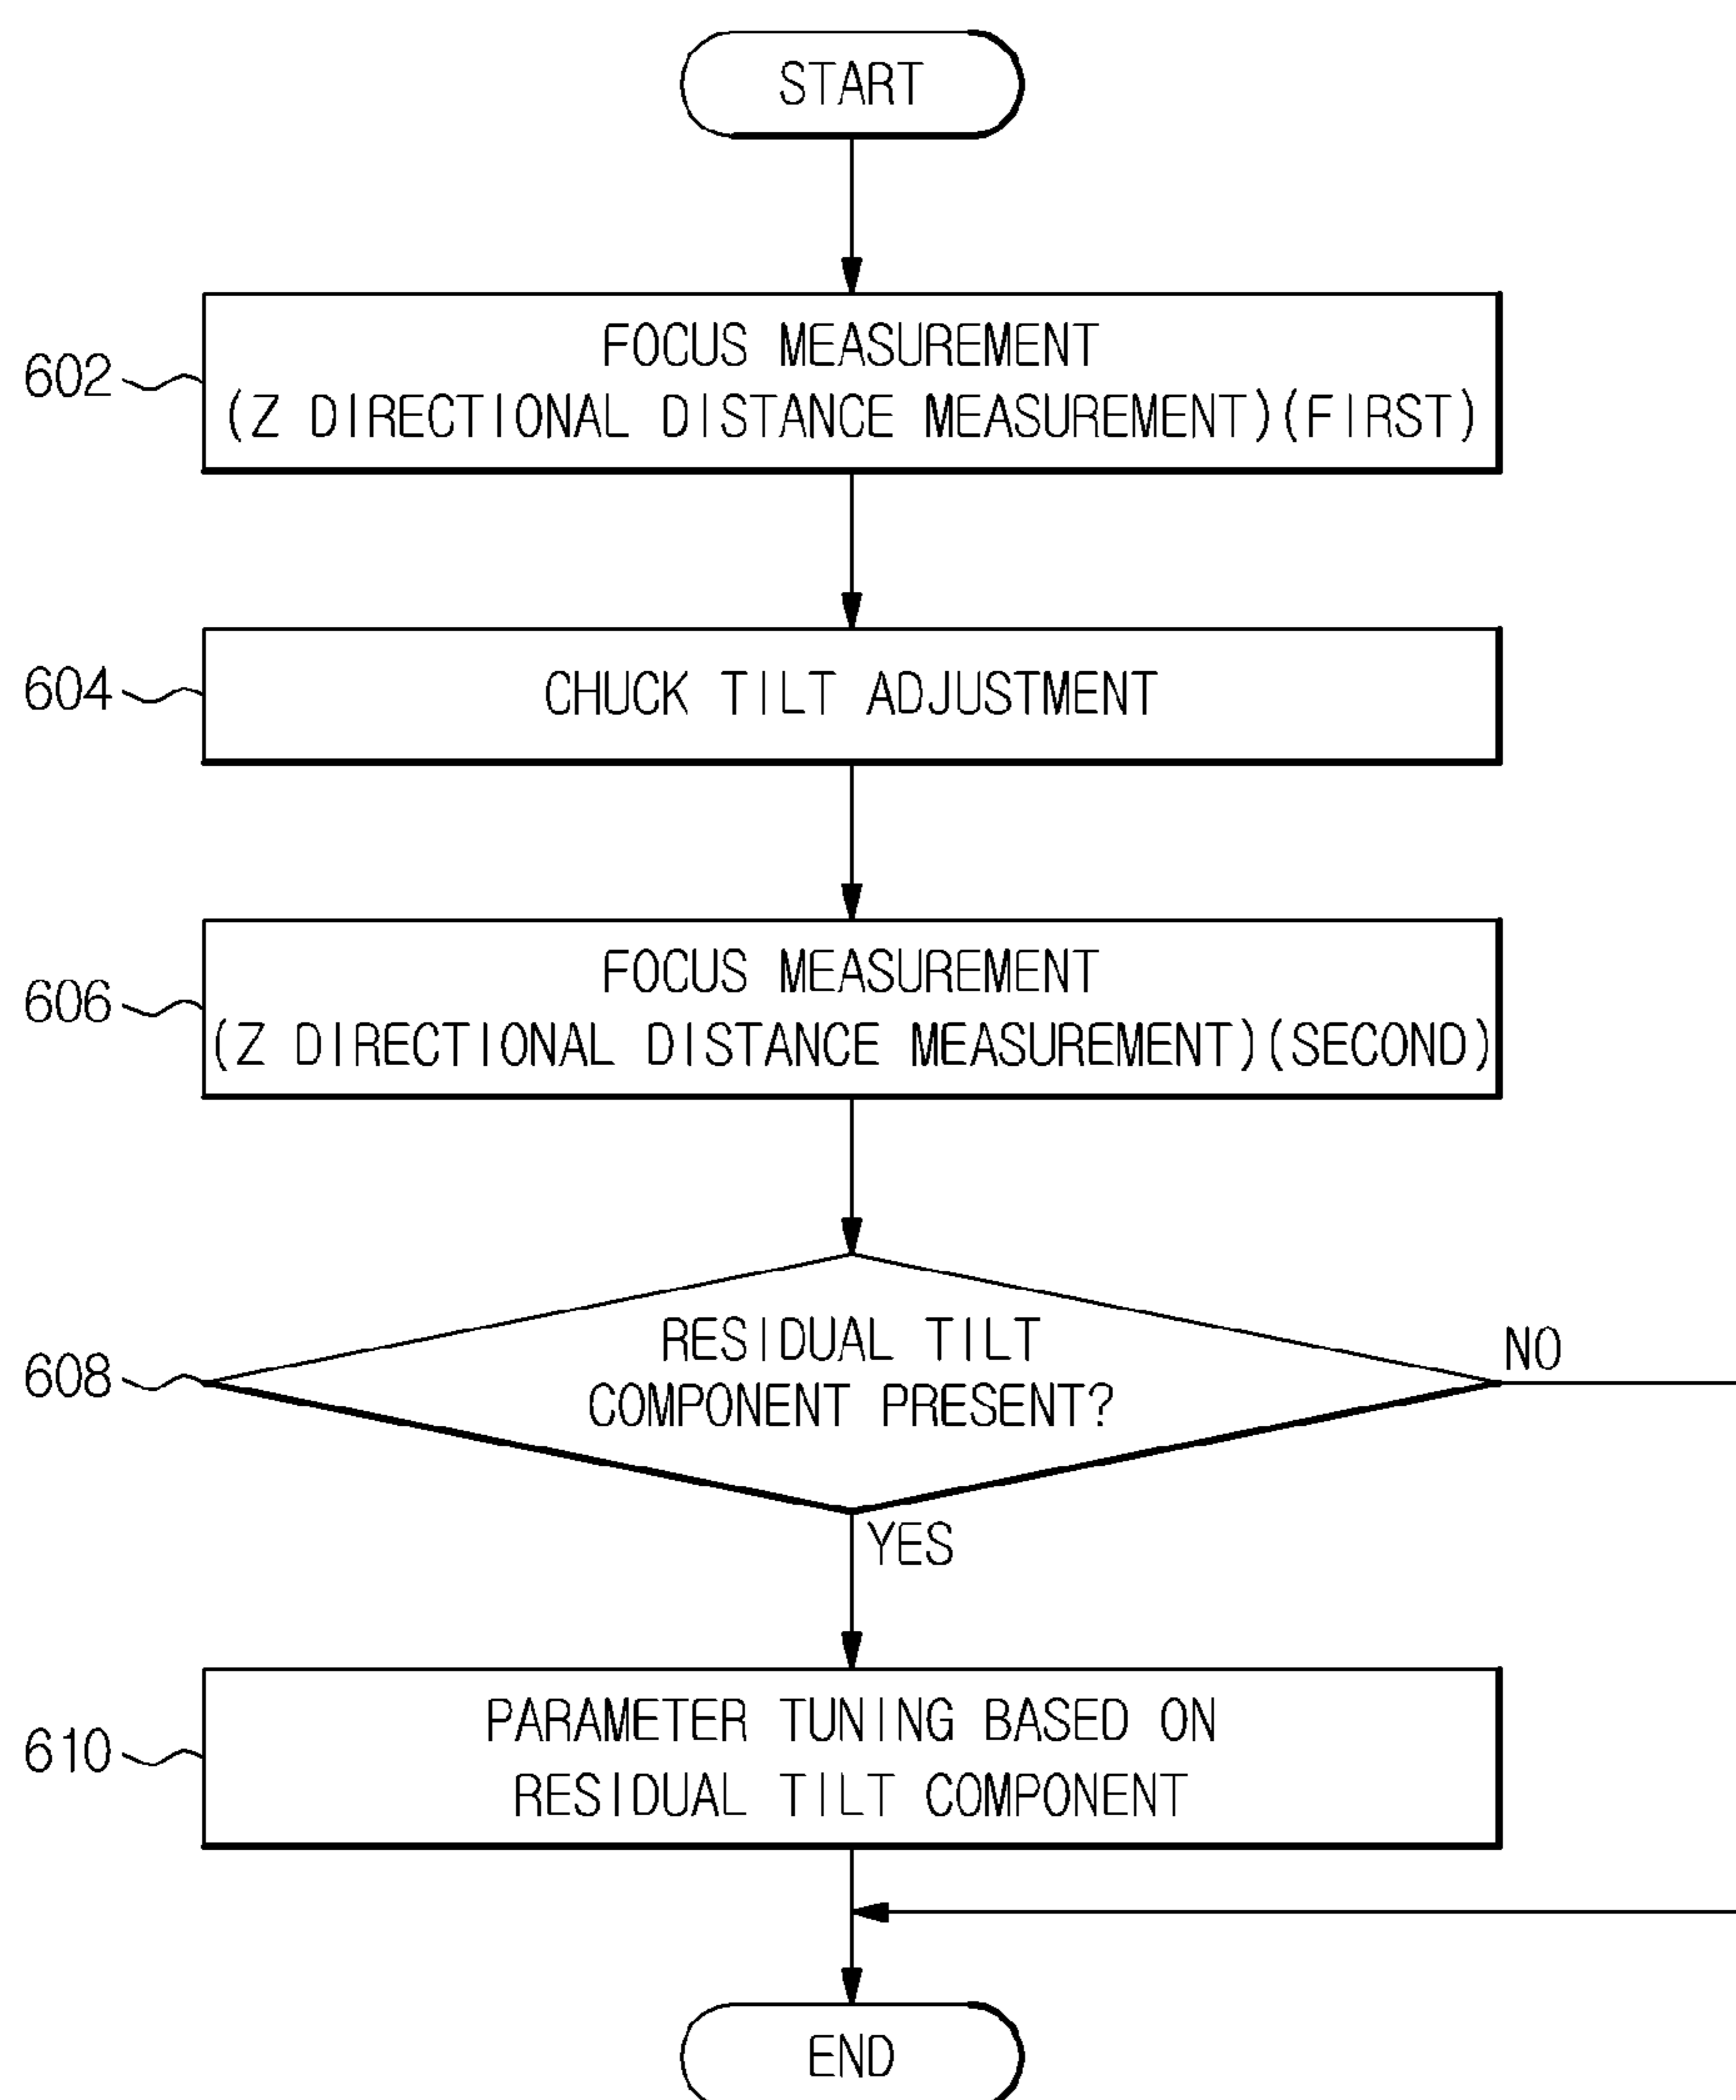 START
602
FOCUS MEASUREMENT
(Z DIRECTIONAL DISTANCE MEASUREMENT)(FIRST)
604
CHUCK TILT ADJUSTMENT
606
FOCUS MEASUREMENT
(Z DIRECTIONAL DISTANCE MEASUREMENT)(SECOND)
608
RESIDUAL TILT
COMPONENT PRESENT?
NO
YES
610
PARAMETER TUNING BASED ON
RESIDUAL TILT COMPONENT
END